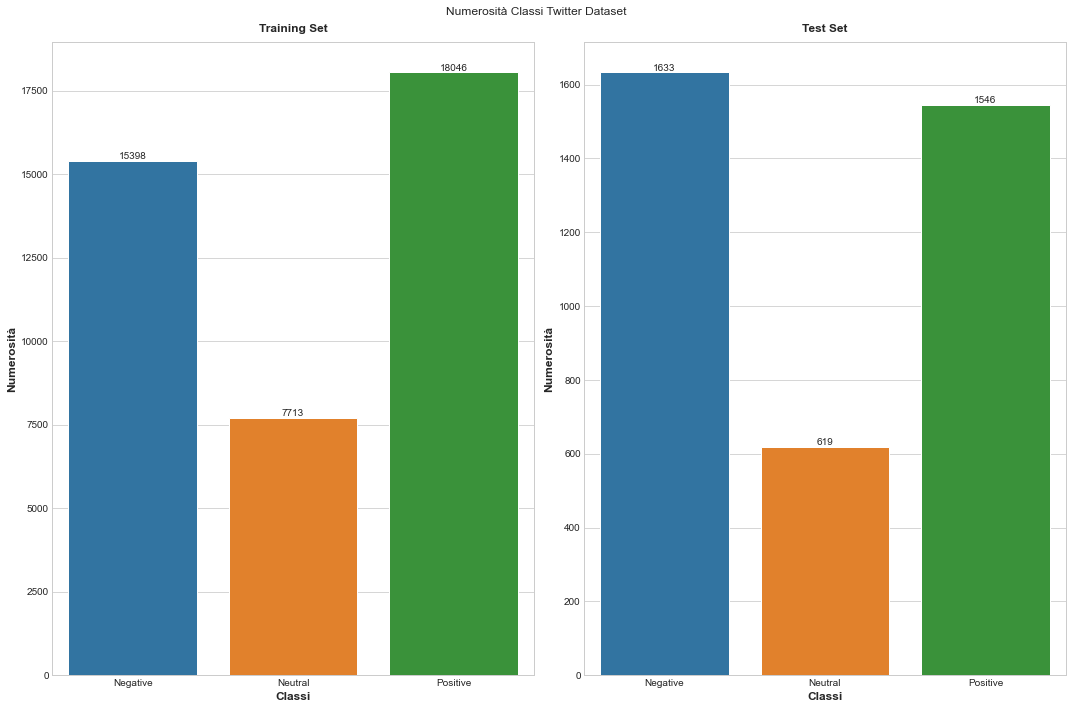 Numerosità Classi Twitter Dataset
Training Set
Numerosità
17500
15000
12500
10000
7500
5000
2500
0
15398
7713
18046
Negative
Neutral
Positive
Classi
Test Set
Numerosità
1600
1400
1200
1000
800
600
400
200
0
1633
619
1546
Negative
Neutral
Positive
Classi